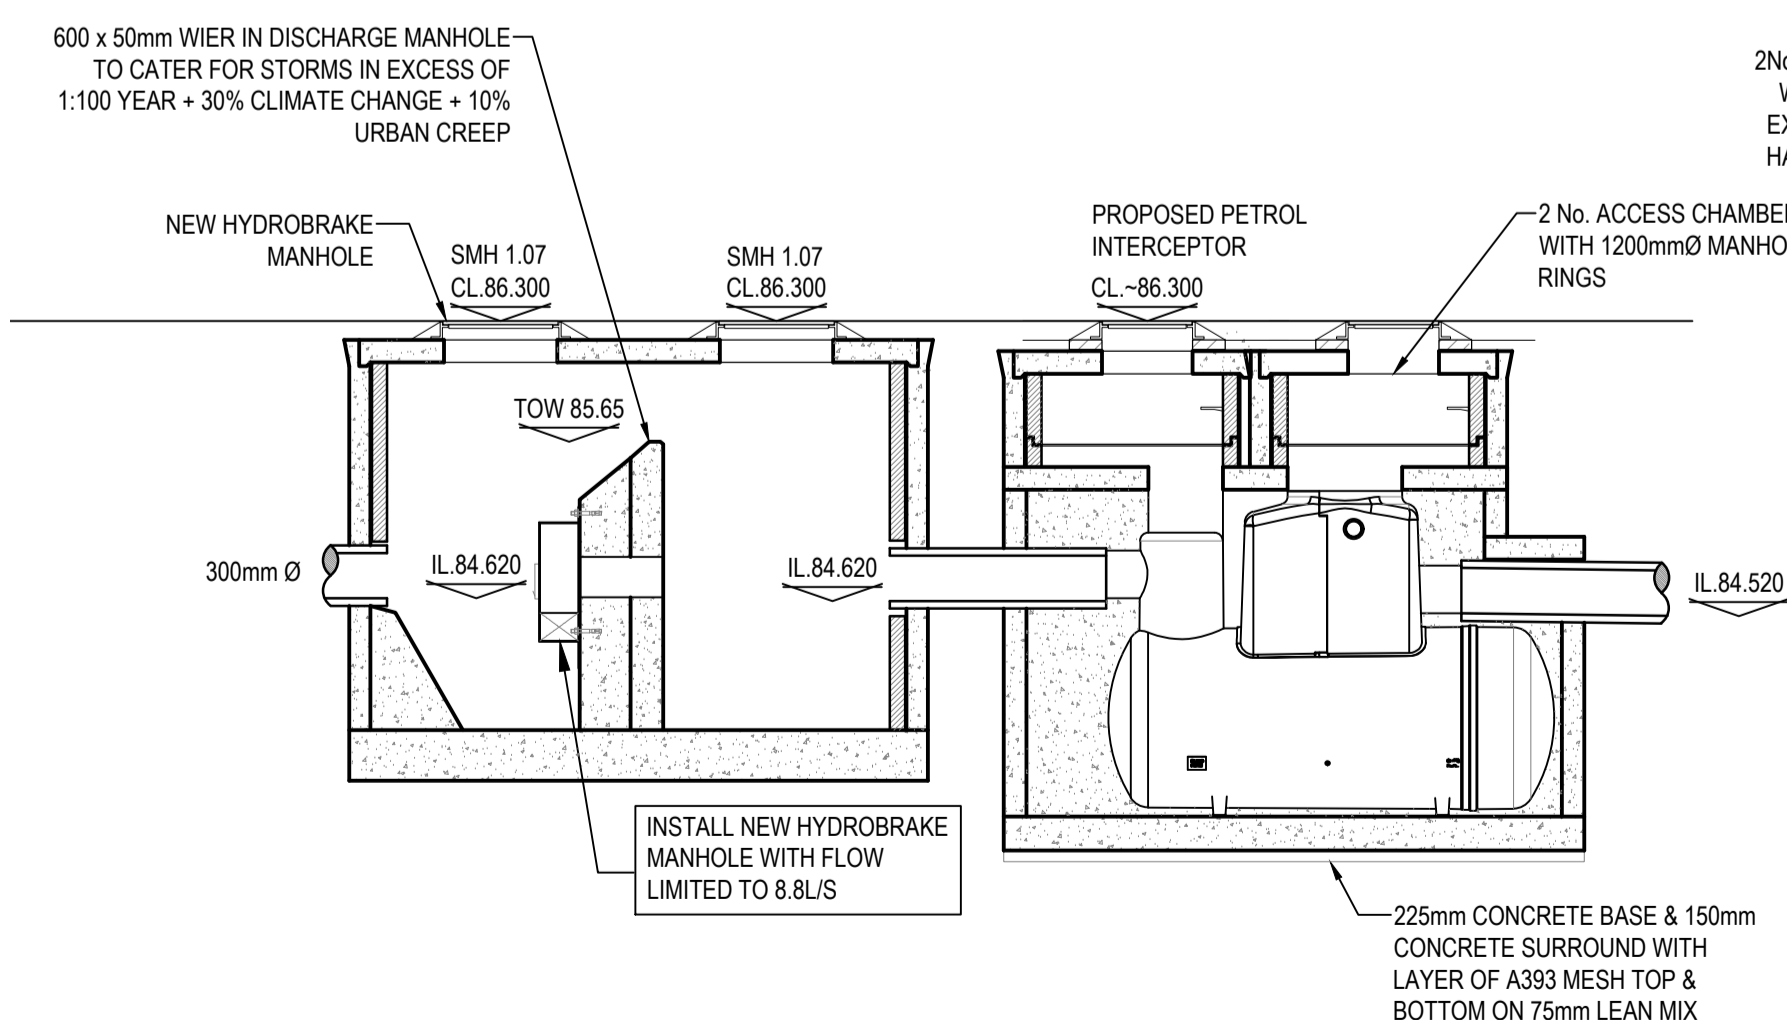 600 x 50mm WIER IN DISCHARGE MANHOLE
TO CATER FOR STORMS IN EXCESS OF
1:100 YEAR + 30% CLIMATE CHANGE + 10%
URBAN CREEP
NEW HYDROBRAKE
MANHOLE
SMH 1.07
CL.86.300
SMH 1.07
CL.86.300
PROPOSED PETROL
INTERCEPTOR
CL.~86.300
2 No. ACCESS CHAMBE
WITH 1200mmØ MANHO
RINGS
TOW 85.65
300mm Ø
IL.84.620
IL.84.620
IL.84.520
INSTALL NEW HYDROBRAKE
MANHOLE WITH FLOW
LIMITED TO 8.8L/S
225mm CONCRETE BASE & 150mm
CONCRETE SURROUND WITH
LAYER OF A393 MESH TOP &
BOTTOM ON 75mm LEAN MIX